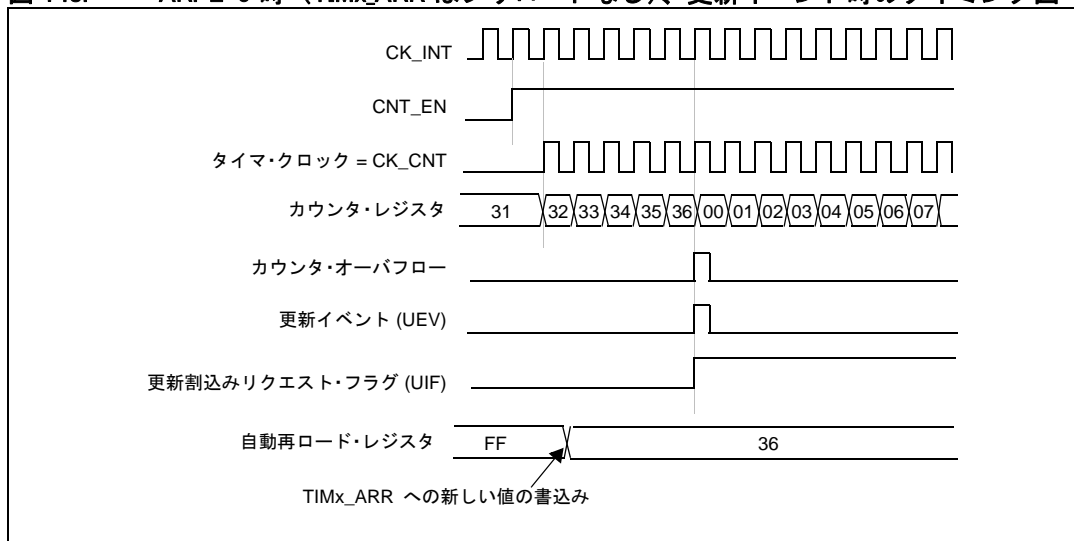 CK_INT
CNT_EN
タイマ・クロック = CK_CNT
カウンタ・レジスタ 31 32 33 34 35 36 00 01 02 03 04 05 06 07
カウンタ・オーバフロー
更新イベント (UEV)
更新割込みリクエスト・フラグ (UIF)
自動再ロード・レジスタ FF 36
TIMx_ARR への新しい値の書込み